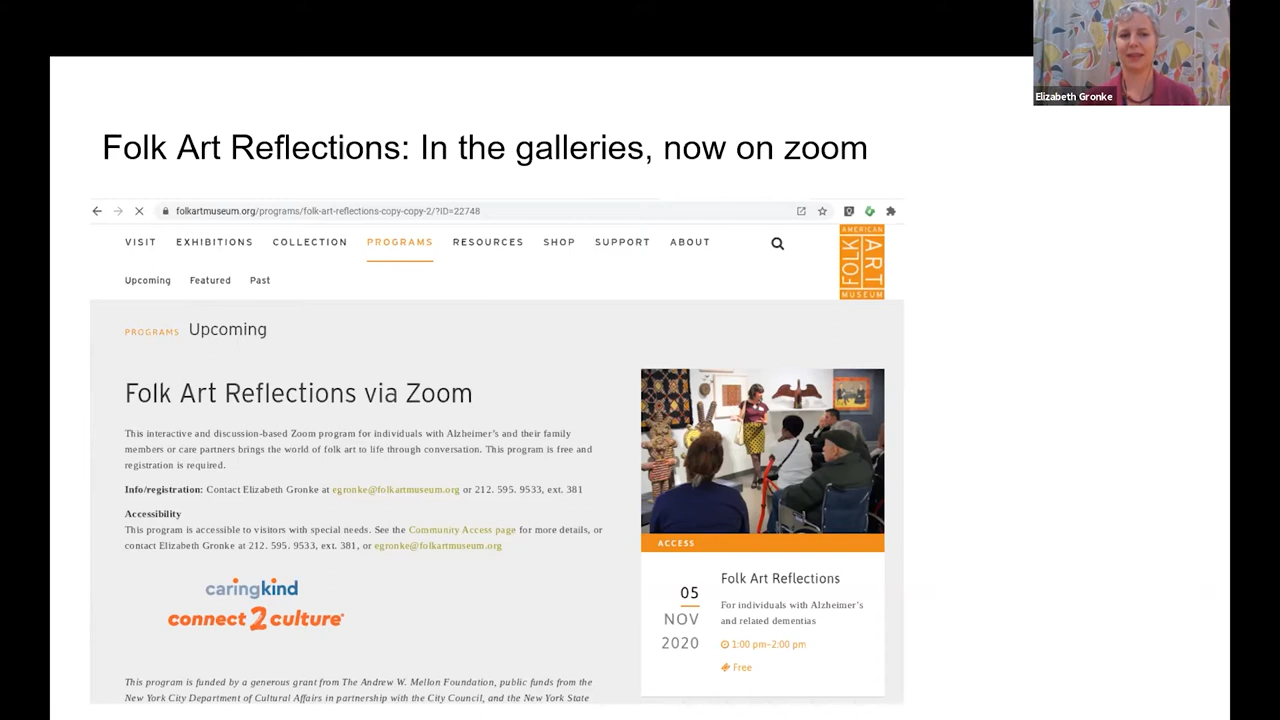 Elizabeth Gronke
Folk Art Reflections: In the galleries, now on zoom
folkartmuseum.org/programs/folk-art-reflections-copy-copy-2/?ID=22748
VISIT EXHIBITIONS COLLECTION PROGRAMS RESOURCES SHOP SUPPORT ABOUT
AMERICAN
FOLK
ART
MUSEUM
Upcoming Featured Past
PROGRAMS Upcoming
Folk Art Reflections via Zoom
This interactive and discussion-based Zoom program for individuals with Alzheimer's and their family
members or care partners brings the world of folk art to life through conversation. This program is free and
registration is required.
Info/registration: Contact Elizabeth Gronke at egronke@folkartmuseum.org or 212. 595. 9533, ext. 381
Accessibility
This program is accessible to visitors with special needs. See the Community Access page for more details, or
contact Elizabeth Gronke at 212. 595. 9533, ext. 381, or egronke@folkartmuseum.org
caringkind
connect2culture®
This program is funded by a generous grant from The Andrew W. Mellon Foundation, public funds from the
New York City Department of Cultural Affairs in partnership with the City Council, and the New York State
ACCESS
05
NOV
2020
Folk Art Reflections
For individuals with Alzheimer's
and related dementias
1:00 pm–2:00 pm
Free